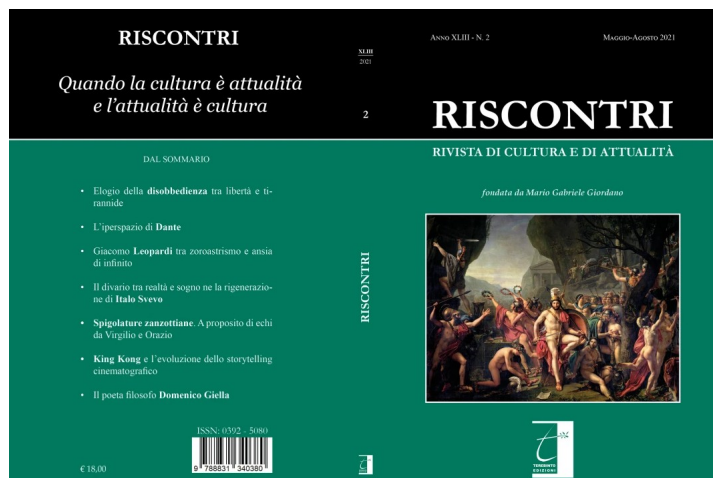 RISCONTRI
Quando la cultura è attualità
e l'attualità è cultura
DAL SOMMARIO
• Elogio della disobbedienza tra libertà e ti-
rannide
• L'iperspazio di Dante
• Giacomo Leopardi tra zoroastrismo e ansia
di infinito
• Il divario tra realtà e sogno ne la rigenerazio-
ne di Italo Svevo
• Spigolature zanzottiane. A proposito di echi
da Virgilio e Orazio
• King Kong e l'evoluzione dello storytelling
cinematografico
• Il poeta filosofo Domenico Giella
ISSN: 0392 - 5080
9 788831 340380
€ 18,00
XLIII
2021
2
RISCONTRI
Anno XLIII - N. 2
Maggio-Agosto 2021
RISCONTRI
RIVISTA DI CULTURA E DI ATTUALITÀ
fondata da Mario Gabriele Giordano
t
TEREBINTO
EDIZIONI